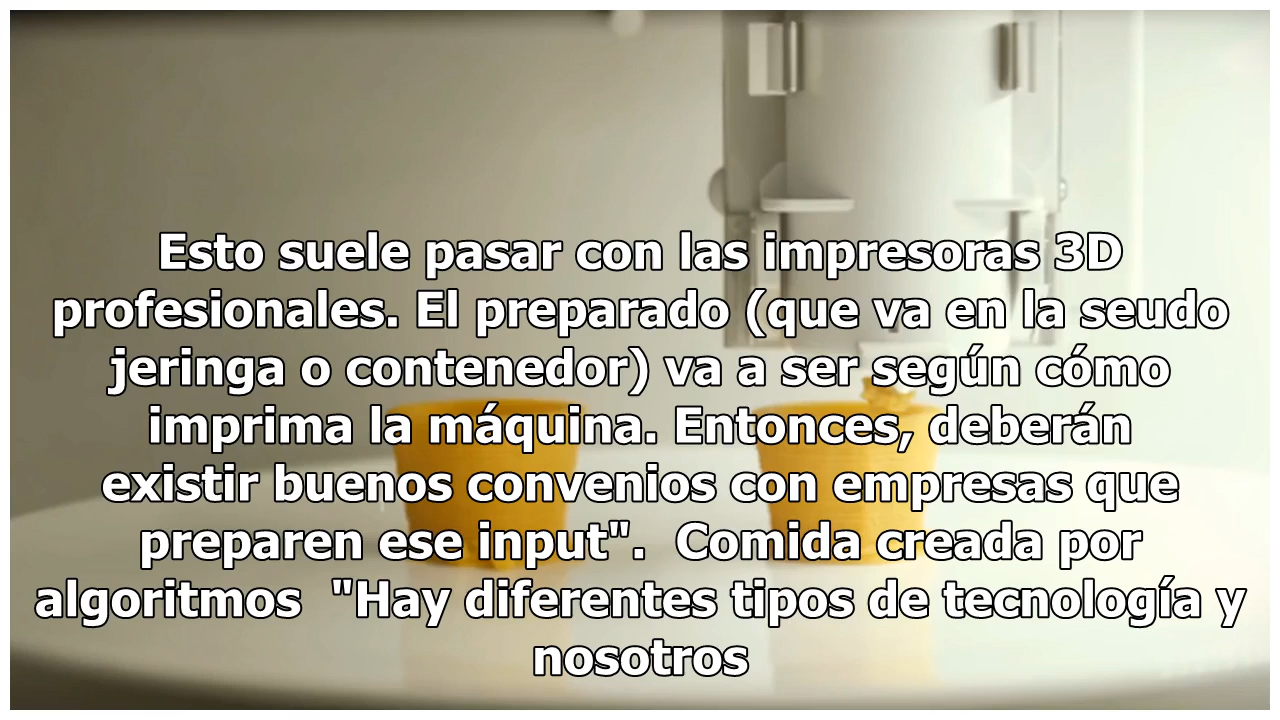 Esto suele pasar con las impresoras 3D
profesionales. El preparado (que va en la seudo
jeringa o contenedor) va a ser según cómo
imprima la máquina. Entonces, deberán
existir buenos convenios con empresas que
preparen ese input".  Comida creada por
algoritmos  "Hay diferentes tipos de tecnología y
nosotros